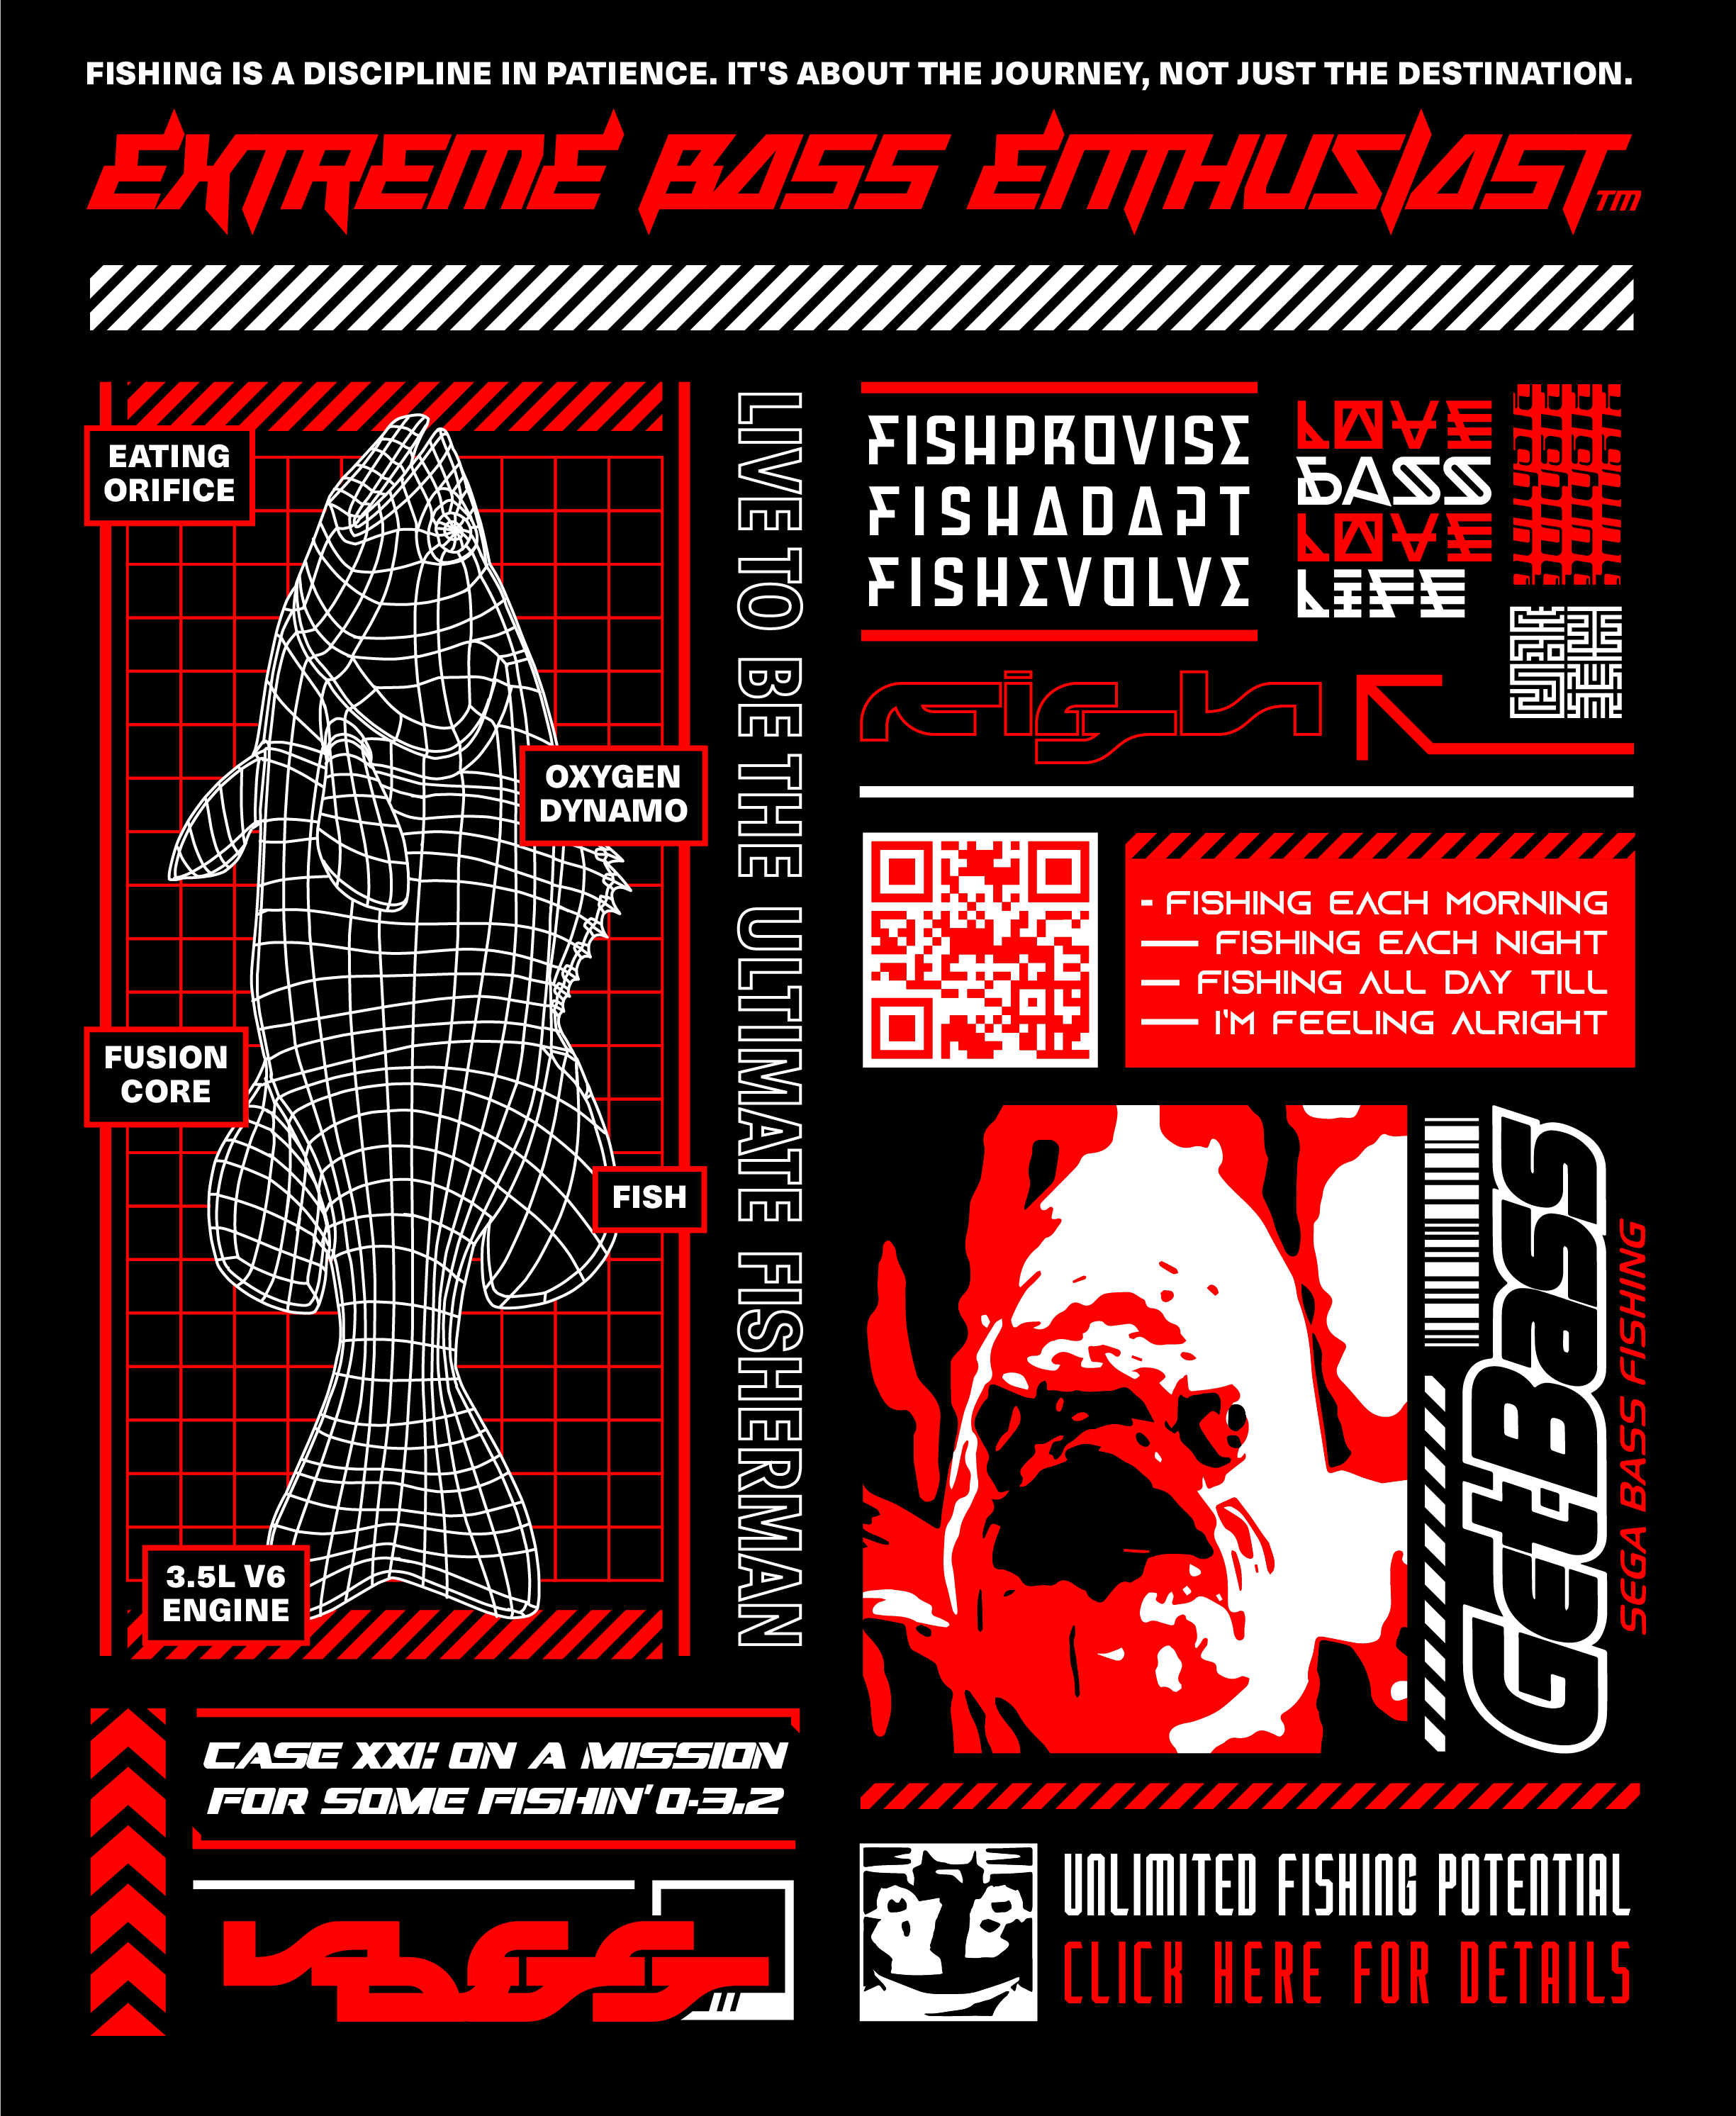 FISHING IS A DISCIPLINE IN PATIENCE. IT'S ABOUT THE JOURNEY, NOT JUST THE DESTINATION.
EXTREME BASS ENTHUSIAST™
EATING
ORIFICE
OXYGEN
DYNAMO
FUSION
CORE
FISH
3.5L V6
ENGINE
LIVE TO BE THE ULTIMATE FISHERMAN
FISHPROVISE
FISHADAPT
FISHEVOLVE
LOVE
BASS
LOVE
LIFE
fish
- FISHING EACH MORNING
FISHING EACH NIGHT
FISHING ALL DAY TILL
I'M FEELING ALRIGHT
GetBass
SEGA BASS FISHING
CASE XXI: ON A MISSION
FOR SOME FISHIN' 0-3.2
UNLIMITED FISHING POTENTIAL
CLICK HERE FOR DETAILS